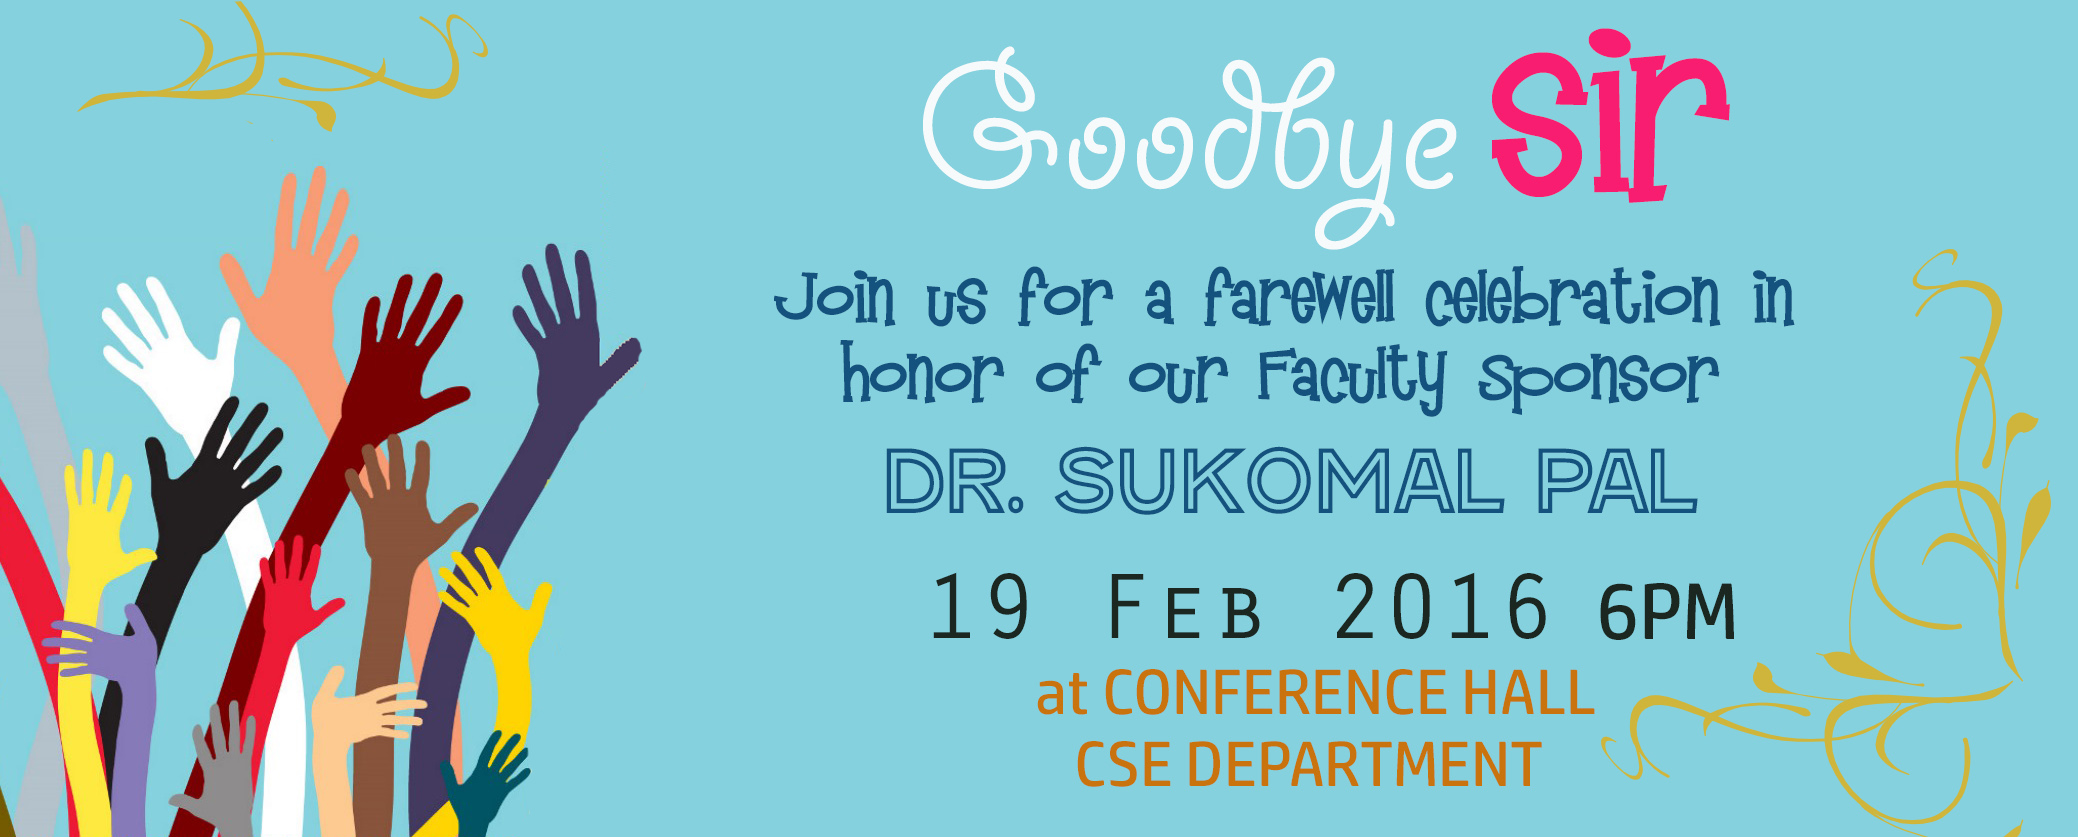 Goodbye Sir
Join us for a farewell celebration in
honor of our Faculty Sponsor
DR. SUKOMAL PAL
19 Feb 2016 6PM
at CONFERENCE HALL
CSE DEPARTMENT